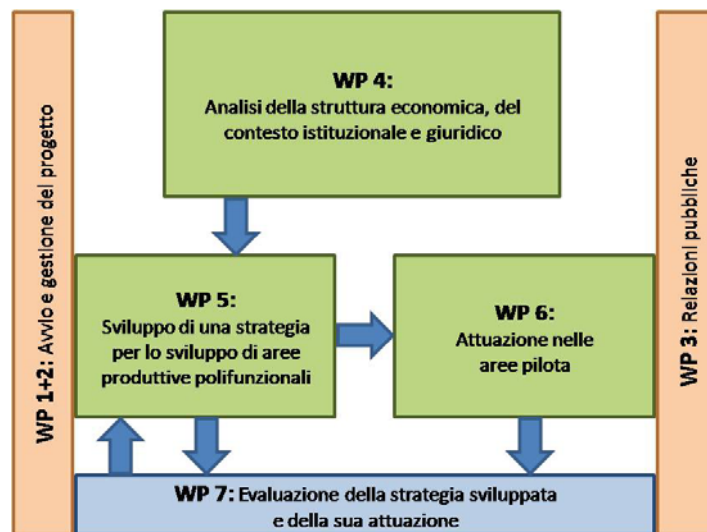 WP 1+2: Avvio e gestione del progetto
WP 4:
Analisi della struttura economica, del
contesto istituzionale e giuridico
WP 5:
Sviluppo di una strategia
per lo sviluppo di aree
produttive polifunzionali
WP 6:
Attuazione nelle
aree pilota
WP 7: Evaluazione della strategia sviluppata
e della sua attuazione
WP 3: Relazioni pubbliche